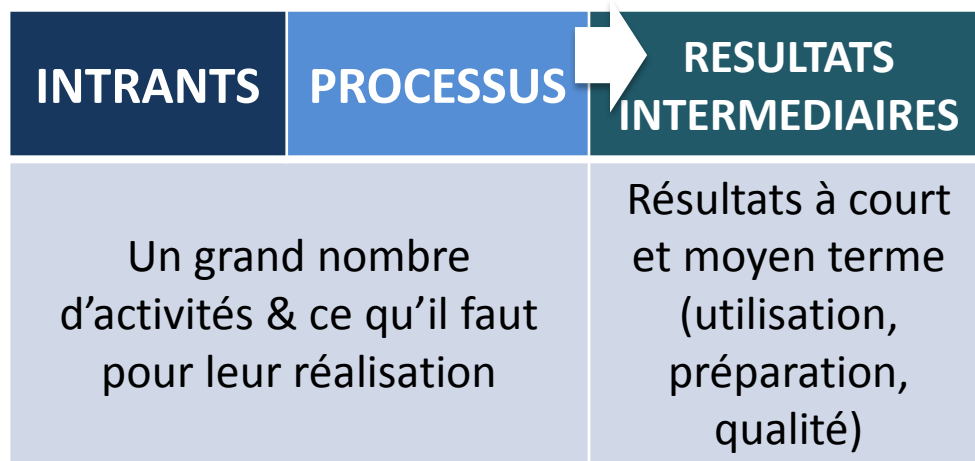 INTRANTS
PROCESSUS
RESULTATS
INTERMEDIAIRES
Un grand nombre
d’activités & ce qu’il faut
pour leur réalisation
Résultats à court
et moyen terme
(utilisation,
préparation,
qualité)